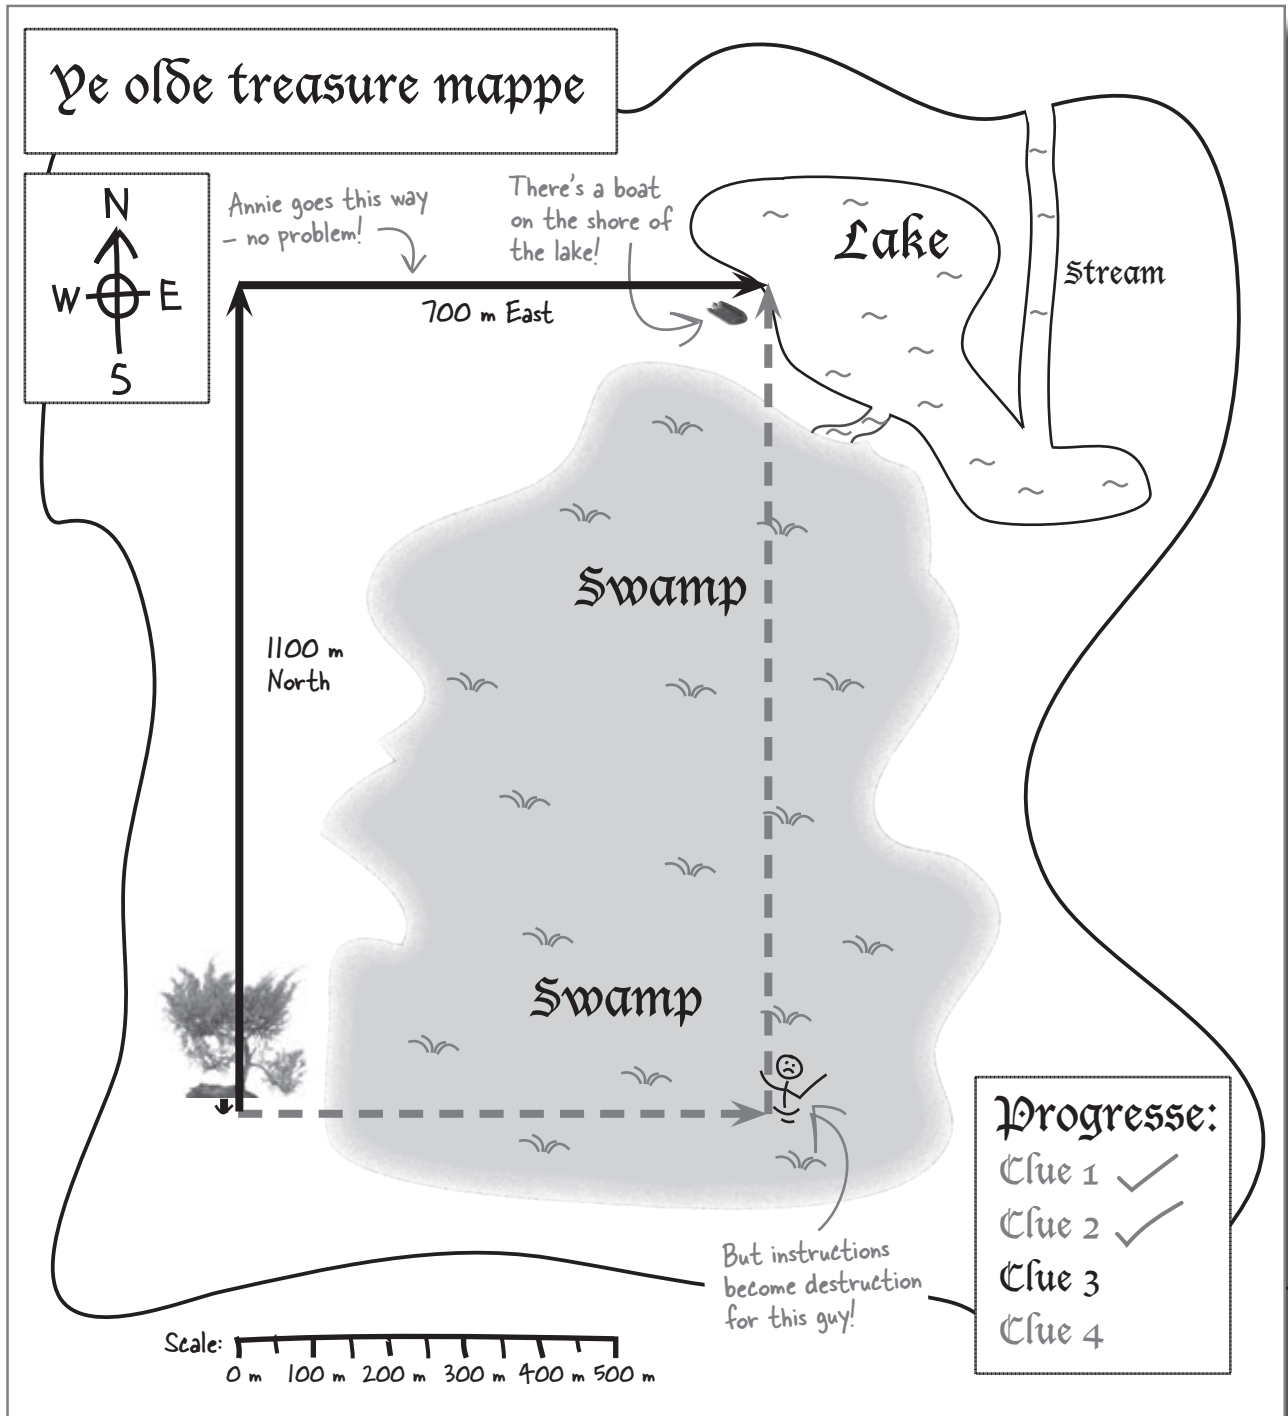 Ye olde treasure mappe
N
W E
S
Annie goes this way
– no problem!
There's a boat
on the shore of
the lake!
Lake
Stream
700 m East
Swamp
1100 m
North
Swamp
But instructions
become destruction
for this guy!
Progresse:
Clue 1
Clue 2
Clue 3
Clue 4
Scale:
0 m 100 m 200 m 300 m 400 m 500 m